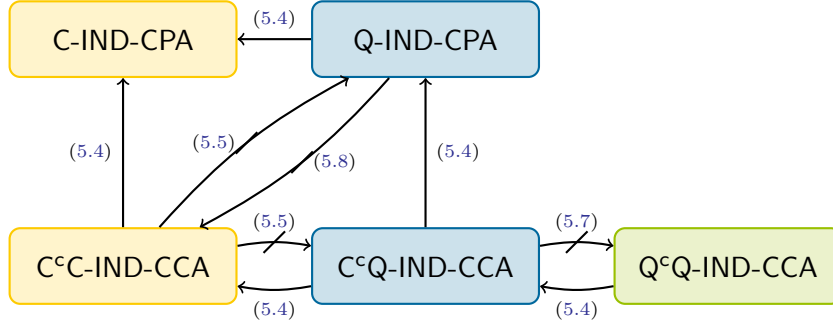 (5.4)
C-IND-CPA
Q-IND-CPA
(5.4)
(5.5)
(5.8)
(5.4)
(5.5)
(5.7)
CᶜC-IND-CCA
CᶜQ-IND-CCA
QᶜQ-IND-CCA
(5.4)
(5.4)